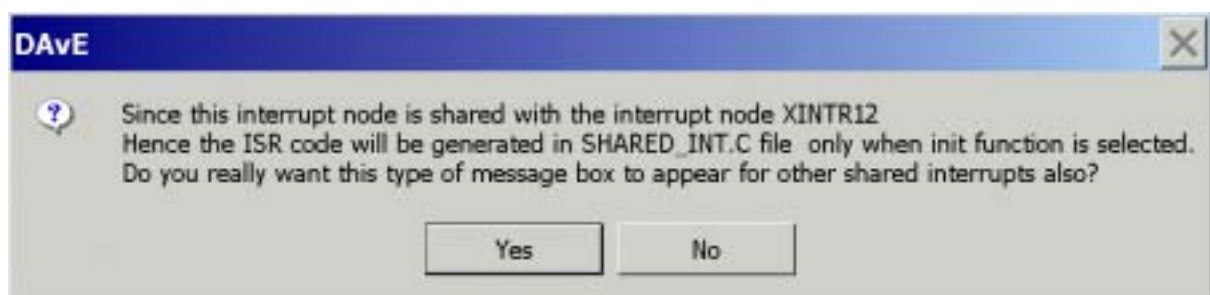 DAvE
Since this interrupt node is shared with the interrupt node XINTR12
Hence the ISR code will be generated in SHARED_INT.C file only when init function is selected.
Do you really want this type of message box to appear for other shared interrupts also?
Yes No